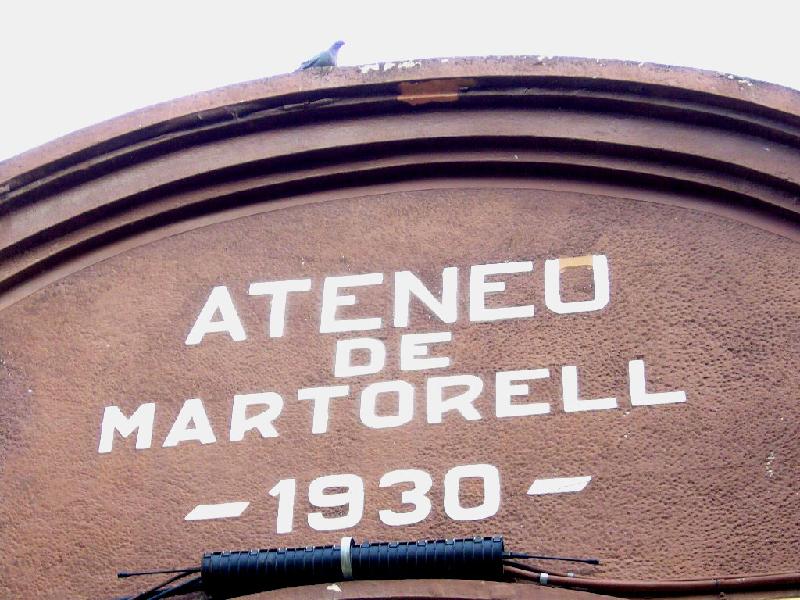 ATENEU
DE
MARTORELL
- 1930 -